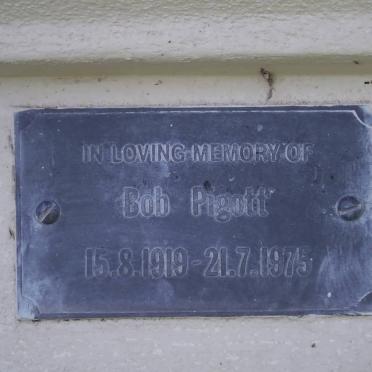 IN LOVING MEMORY OF
Bob Pigott
15.8.1919 - 21.7.1975